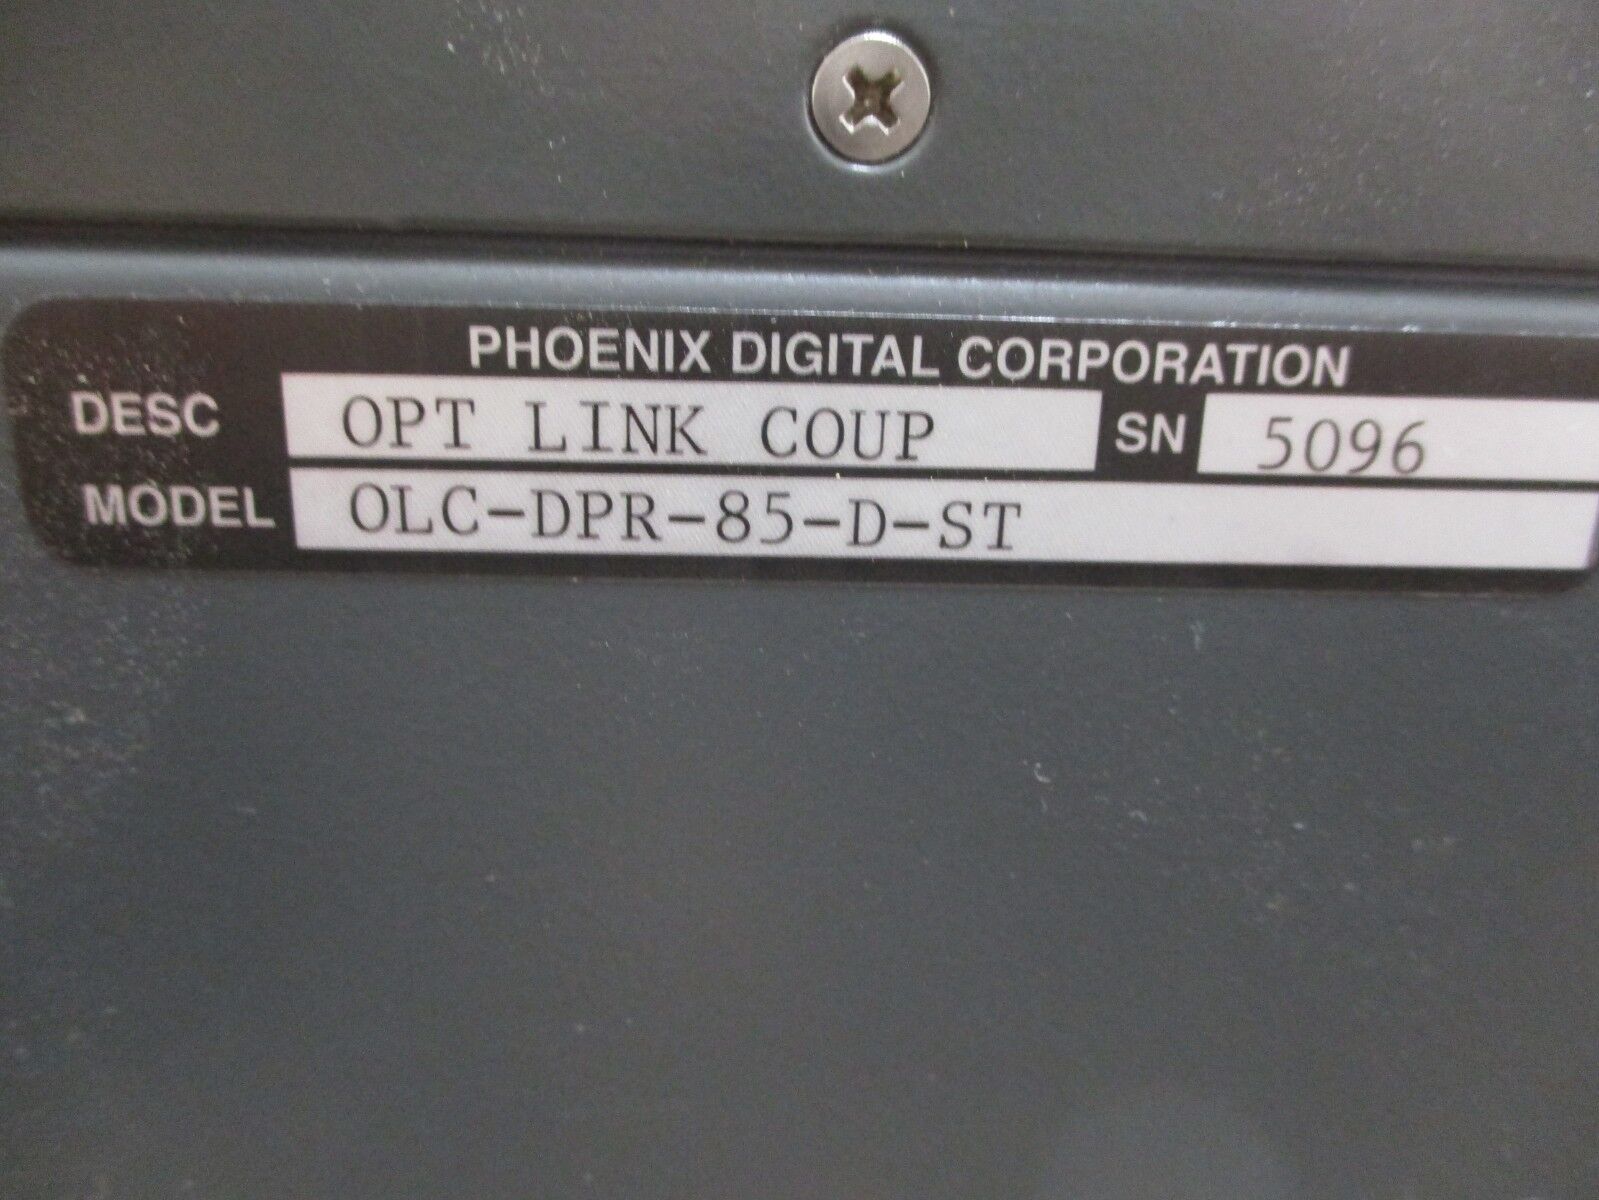 PHOENIX DIGITAL CORPORATION
DESC OPT LINK COUP SN 5096
MODEL OLC-DPR-85-D-ST